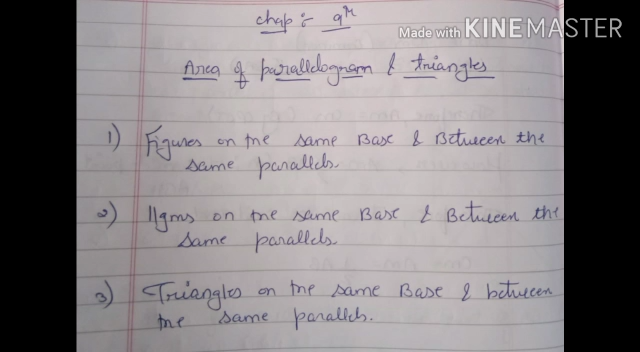 Chap :- 9th
Made with KINEMASTER
Area of parallelogram & triangles
1) Figures on the same Base & Between the
same parallels.
2) ||gms on the same Base & Between the
same parallels
3) Triangles on the same Base & between
the same parallels.